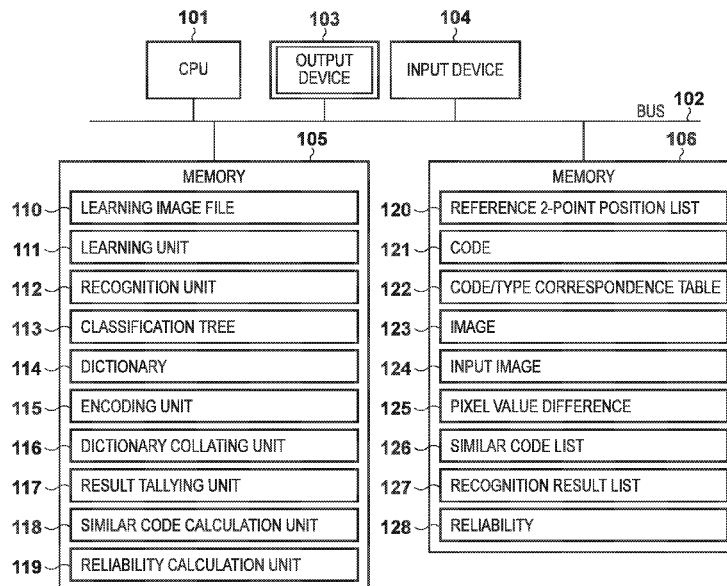 101
103
104
CPU
OUTPUT
DEVICE
INPUT DEVICE
BUS
102
105
106
MEMORY
110
LEARNING IMAGE FILE
111
LEARNING UNIT
112
RECOGNITION UNIT
113
CLASSIFICATION TREE
114
DICTIONARY
115
ENCODING UNIT
116
DICTIONARY COLLATING UNIT
117
RESULT TALLYING UNIT
118
SIMILAR CODE CALCULATION UNIT
119
RELIABILITY CALCULATION UNIT
MEMORY
120
REFERENCE 2-POINT POSITION LIST
121
CODE
122
CODE/TYPE CORRESPONDENCE TABLE
123
IMAGE
124
INPUT IMAGE
125
PIXEL VALUE DIFFERENCE
126
SIMILAR CODE LIST
127
RECOGNITION RESULT LIST
128
RELIABILITY